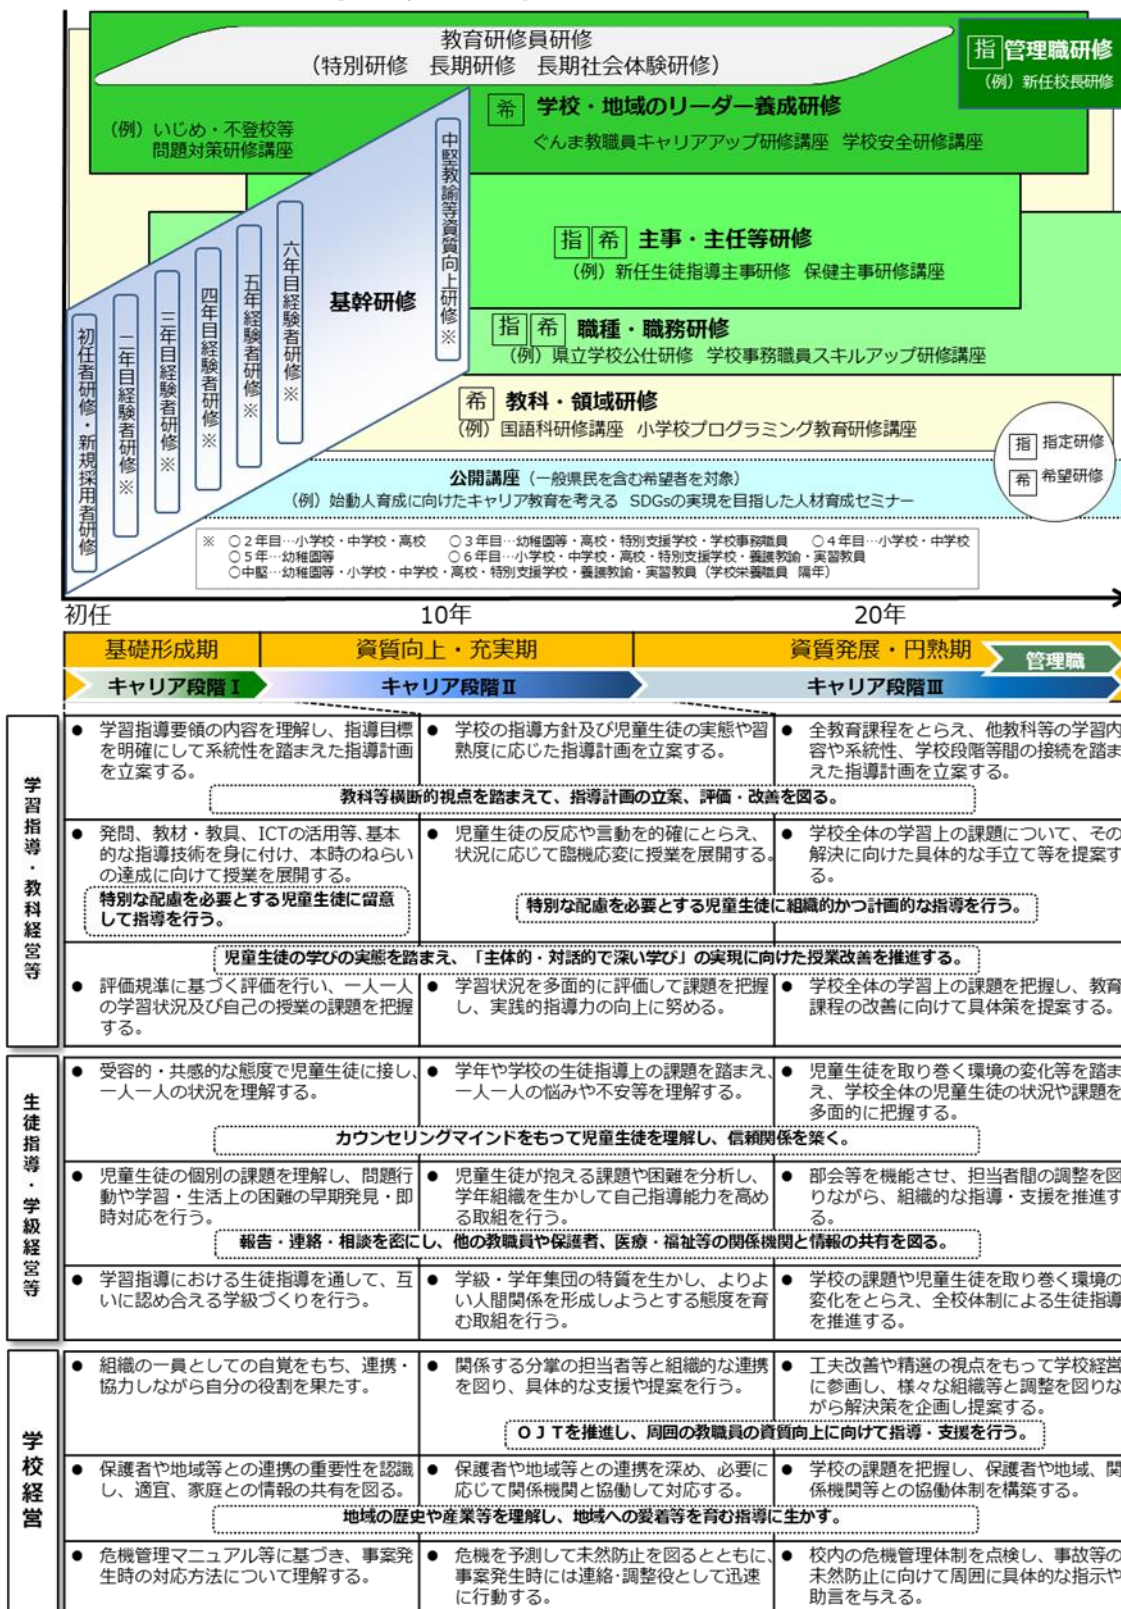 教育研修員研修
(特別研修 長期研修 長期社会体験研修)
指 管理職研修
(例) 新任校長研修
希 学校・地域のリーダー養成研修
ぐんま教職員キャリアアップ研修講座 学校安全研修講座
(例) いじめ・不登校等
問題対策研修講座
指 希 主事・主任等研修
(例) 新任生徒指導主事研修 保健主事研修講座
指 希 職種・職務研修
(例) 県立学校公仕研修 学校事務職員スキルアップ研修講座
希 教科・領域研修
(例) 国語科研修講座 小学校プログラミング教育研修講座
指 指定研修
希 希望研修
基幹研修
初任者研修・新規採用者研修
二年目経験者研修※
三年目経験者研修※
四年目経験者研修※
五年経験者研修※
六年目経験者研修※
中堅教諭等資質向上研修※
公開講座(一般県民を含む希望者を対象)
(例) 始動人育成に向けたキャリア教育を考える SDGsの実現を目指した人材育成セミナー
※ ○2年目…小学校・中学校・高校 ○3年目…幼稚園等・高校・特別支援学校・学校事務職員 ○4年目…小学校・中学校
○5年…幼稚園等 ○6年目…小学校・中学校・高校・特別支援学校・養護教諭・実習教員
○中堅…幼稚園等・小学校・中学校・高校・特別支援学校・養護教諭・実習教員(学校栄養職員 隔年)
初任 10年 20年
基礎形成期 資質向上・充実期 資質発展・円熟期 管理職
キャリア段階Ⅰ キャリア段階Ⅱ キャリア段階Ⅲ
学習指導・教科経営等
● 学習指導要領の内容を理解し、指導目標
を明確にして系統性を踏まえた指導計画
を立案する。
● 学校の指導方針及び児童生徒の実態や習
熟度に応じた指導計画を立案する。
● 全教育課程をとらえ、他教科等の学習内
容や系統性、学校段階等間の接続を踏ま
えた指導計画を立案する。
教科等横断的視点を踏まえて、指導計画の立案、評価・改善を図る。
● 発問、教材・教具、ICTの活用等、基本
的な指導技術を身に付け、本時のねらい
の達成に向けて授業を展開する。
● 児童生徒の反応や言動を的確にとらえ、
状況に応じて臨機応変に授業を展開する。
● 学校全体の学習上の課題について、その
解決に向けた具体的な手立て等を提案す
る。
特別な配慮を必要とする児童生徒に留意
して指導を行う。
特別な配慮を必要とする児童生徒に組織的かつ計画的な指導を行う。
児童生徒の学びの実態を踏まえ、「主体的・対話的で深い学び」の実現に向けた授業改善を推進する。
● 評価規準に基づく評価を行い、一人一人
の学習状況及び自己の授業の課題を把握
する。
● 学習状況を多面的に評価して課題を把握
し、実践的指導力の向上に努める。
● 学校全体の学習上の課題を把握し、教育
課程の改善に向けて具体策を提案する。
生徒指導・学級経営等
● 受容的・共感的な態度で児童生徒に接し、
一人一人の状況を理解する。
● 学年や学校の生徒指導上の課題を踏まえ、
一人一人の悩みや不安等を理解する。
● 児童生徒を取り巻く環境の変化等を踏ま
え、学校全体の児童生徒の状況や課題を
多面的に把握する。
カウンセリングマインドをもって児童生徒を理解し、信頼関係を築く。
● 児童生徒の個別の課題を理解し、問題行
動や学習・生活上の困難の早期発見・即
時対応を行う。
● 児童生徒が抱える課題や困難を分析し、
学年組織を生かして自己指導能力を高め
る取組を行う。
● 部会等を機能させ、担当者間の調整を図
りながら、組織的な指導・支援を推進す
る。
報告・連絡・相談を密にし、他の教職員や保護者、医療・福祉等の関係機関と情報の共有を図る。
● 学習指導における生徒指導を通して、互
いに認め合える学級づくりを行う。
● 学級・学年集団の特質を生かし、よりよ
い人間関係を形成しようとする態度を育
む取組を行う。
● 学校の課題や児童生徒を取り巻く環境の
変化をとらえ、全校体制による生徒指導
を推進する。
学校経営
● 組織の一員としての自覚をもち、連携・
協力しながら自分の役割を果たす。
● 関係する分掌の担当者等と組織的な連携
を図り、具体的な支援や提案を行う。
● 工夫改善や精選の視点をもって学校経営
に参画し、様々な組織等と調整を図りな
がら解決策を企画し提案する。
OJTを推進し、周囲の教職員の資質向上に向けて指導・支援を行う。
● 保護者や地域等との連携の重要性を認識
し、適宜、家庭との情報の共有を図る。
● 保護者や地域等との連携を深め、必要に
応じて関係機関と協働して対応する。
● 学校の課題を把握し、保護者や地域、関
係機関等との協働体制を構築する。
地域の歴史や産業等を理解し、地域への愛着等を育む指導に生かす。
● 危機管理マニュアル等に基づき、事案発
生時の対応方法について理解する。
● 危機を予測して未然防止を図るとともに、
事案発生時には連絡・調整役として迅速
に行動する。
● 校内の危機管理体制を点検し、事故等の
未然防止に向けて周囲に具体的な指示や
助言を与える。